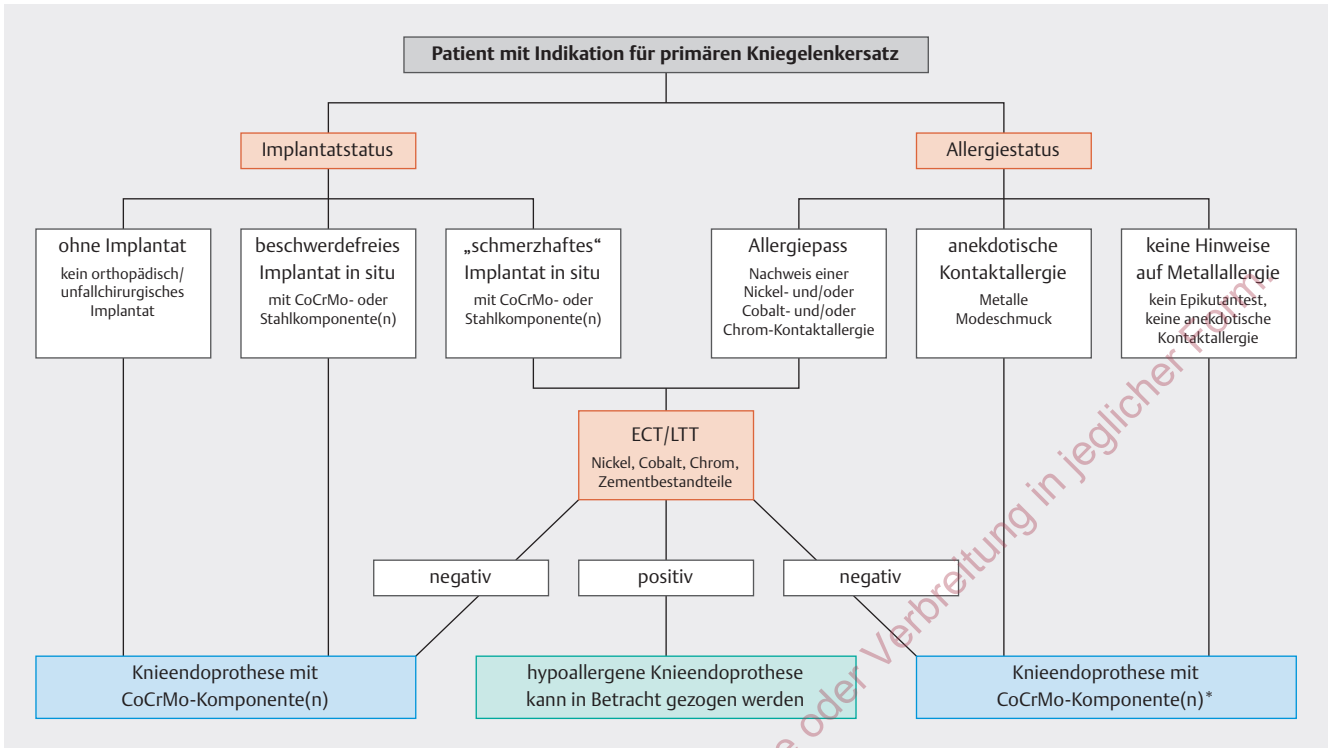 Patient mit Indikation für primären Kniegelenkersatz
Implantatstatus
Allergiestatus
ohne Implantat
kein orthopädisch/
unfallchirurgisches
Implantat
beschwerdefreies
Implantat in situ
mit CoCrMo- oder
Stahlkomponente(n)
„schmerzhaftes“
Implantat in situ
mit CoCrMo- oder
Stahlkomponente(n)
Allergiepass
Nachweis einer
Nickel- und/oder
Cobalt- und/oder
Chrom-Kontaktallergie
anekdotische
Kontaktallergie
Metalle
Modeschmuck
keine Hinweise
auf Metallallergie
kein Epikutantest,
keine anekdotische
Kontaktallergie
ECT/LTT
Nickel, Cobalt, Chrom,
Zementbestandteile
negativ
positiv
negativ
Knieendoprothese mit
CoCrMo-Komponente(n)
hypoallergene Knieendoprothese
kann in Betracht gezogen werden
Knieendoprothese mit
CoCrMo-Komponente(n)*
oder Verbreitung in jeglicher Form.